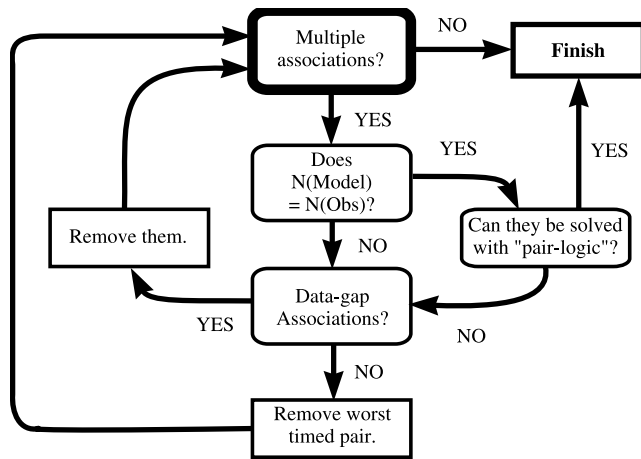 Multiple
associations?
NO
Finish
YES
Does
N(Model)
= N(Obs)?
YES
YES
Can they be solved
with "pair-logic"?
Remove them.
NO
Data-gap
Associations?
YES
NO
NO
Remove worst
timed pair.